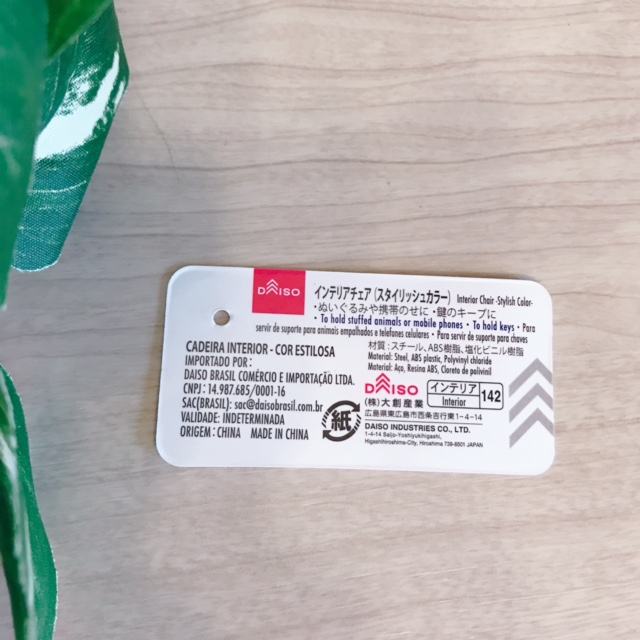 DAISO
インテリアチェア(スタイリッシュカラー) Interior Chair -Stylish Color-
・ぬいぐるみや携帯のせに・鍵のキープに
・To hold stuffed animals or mobile phones ・To hold keys ・Para
servir de suporte para animais empalhados e telefones celulares ・Para servir de suporte para chaves
CADEIRA INTERIOR - COR ESTILOSA
IMPORTADO POR :
DAISO BRASIL COMÉRCIO E IMPORTAÇÃO LTDA.
CNPJ : 14.987.685/0001-16
SAC(BRASIL): sac@daisobrasil.com.br
VALIDADE: INDETERMINADA
ORIGEM: CHINA MADE IN CHINA
紙
材質:スチール、ABS樹脂、塩化ビニル樹脂
Material: Steel, ABS plastic, Polyvinyl chloride
Material: Aço, Resina ABS, Cloreto de polivinil
DAISO
インテリア
Interior
142
(株)大創産業
広島県東広島市西条吉行東1-4-14
DAISO INDUSTRIES CO., LTD.
1-4-14 Saijo-Yoshiyukihigashi,
Higashihiroshima-City, Hiroshima 739-8501 JAPAN